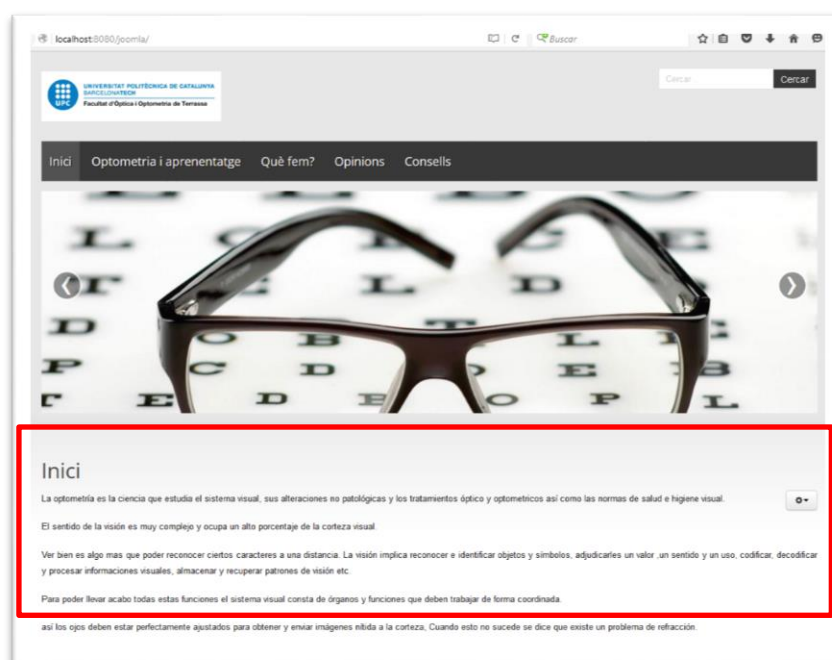 localhost:8080/joomla/
Buscar
UPC
UNIVERSITAT POLITÈCNICA DE CATALUNYA
BARCELONATECH
Facultat d'Òptica i Optometria de Terrassa
Cercar ...
Cercar
Inici Optometria i aprenentatge Què fem? Opinions Consells
Inici
La optometría es la ciencia que estudia el sistema visual, sus alteraciones no patológicas y los tratamientos óptico y optometricos así como las normas de salud e higiene visual.
El sentido de la visión es muy complejo y ocupa un alto porcentaje de la corteza visual.
Ver bien es algo mas que poder reconocer ciertos caracteres a una distancia. La visión implica reconocer e identificar objetos y símbolos, adjudicarles un valor ,un sentido y un uso, codificar, decodificar
y procesar informaciones visuales, almacenar y recuperar patrones de visión etc.
Para poder llevar acabo todas estas funciones el sistema visual consta de órganos y funciones que deben trabajar de forma coordinada.
así los ojos deben estar perfectamente ajustados para obtener y enviar imágenes nítida a la corteza, Cuando esto no sucede se dice que existe un problema de refracción.